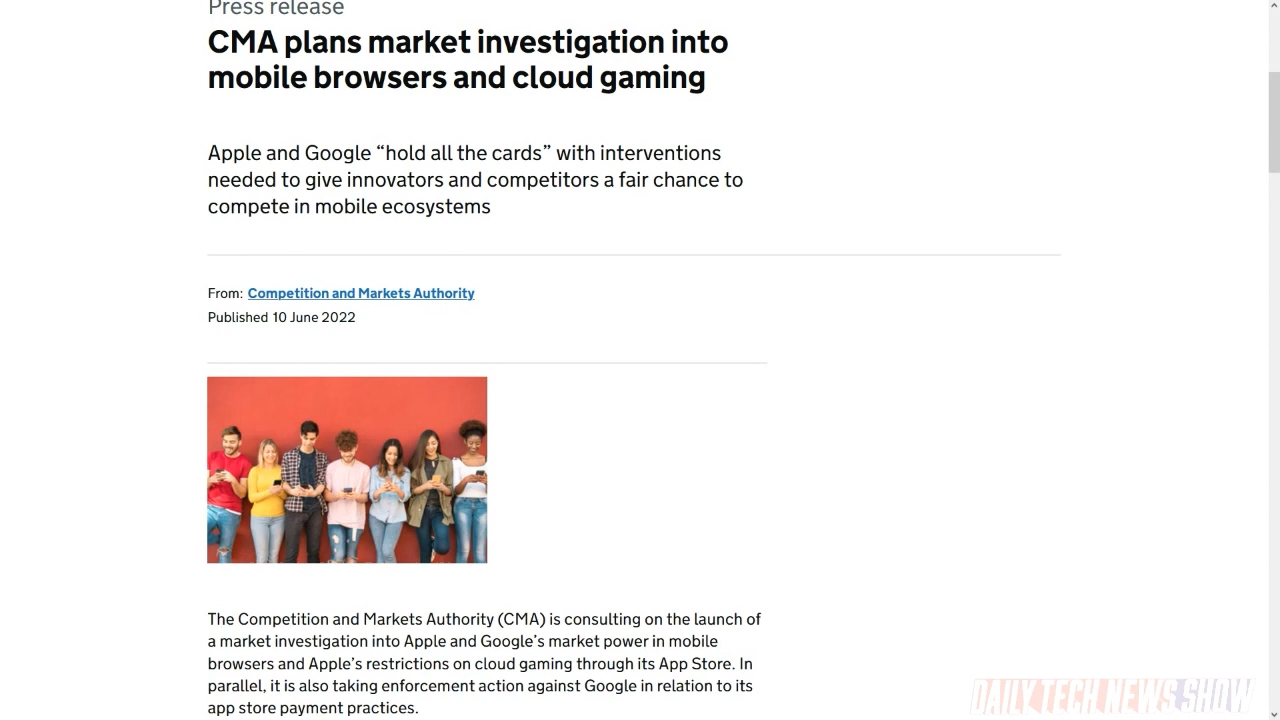 Press release
CMA plans market investigation into
mobile browsers and cloud gaming
Apple and Google “hold all the cards” with interventions
needed to give innovators and competitors a fair chance to
compete in mobile ecosystems
From: Competition and Markets Authority
Published 10 June 2022
The Competition and Markets Authority (CMA) is consulting on the launch of
a market investigation into Apple and Google’s market power in mobile
browsers and Apple’s restrictions on cloud gaming through its App Store. In
parallel, it is also taking enforcement action against Google in relation to its
app store payment practices.
DAILY TECH NEWS SHOW